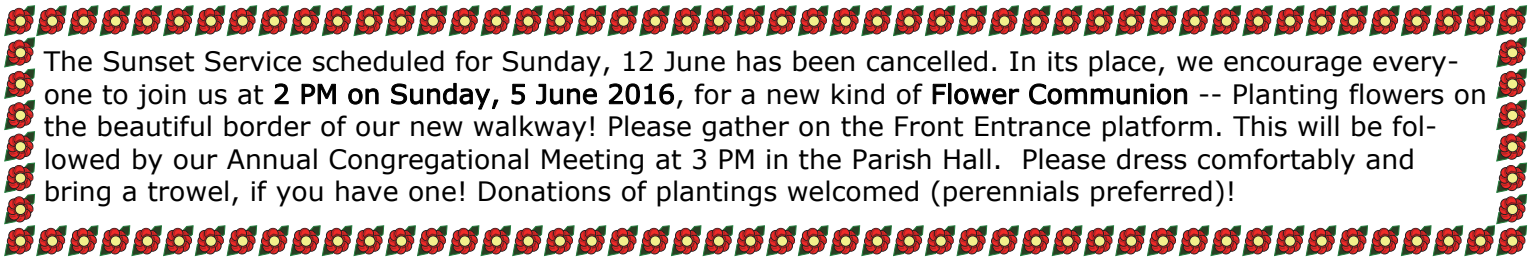 The Sunset Service scheduled for Sunday, 12 June has been cancelled. In its place, we encourage every-
one to join us at 2 PM on Sunday, 5 June 2016, for a new kind of Flower Communion -- Planting flowers on
the beautiful border of our new walkway! Please gather on the Front Entrance platform. This will be fol-
lowed by our Annual Congregational Meeting at 3 PM in the Parish Hall.  Please dress comfortably and
bring a trowel, if you have one! Donations of plantings welcomed (perennials preferred)!